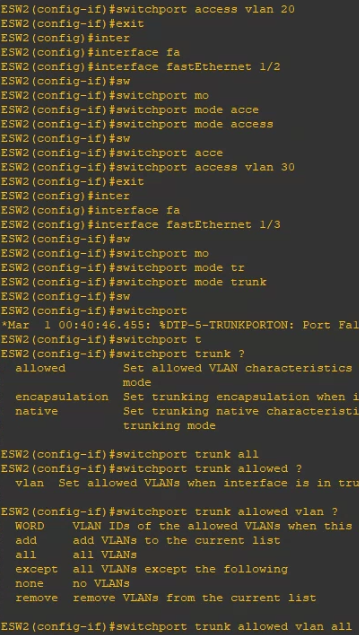 ESW2(config-if)#switchport access vlan 20
ESW2(config-if)#exit
ESW2(config)#inter
ESW2(config)#interface fa
ESW2(config)#interface fastEthernet 1/2
ESW2(config-if)#sw
ESW2(config-if)#switchport mo
ESW2(config-if)#switchport mode acce
ESW2(config-if)#switchport mode access
ESW2(config-if)#sw
ESW2(config-if)#switchport acce
ESW2(config-if)#switchport access vlan 30
ESW2(config-if)#exit
ESW2(config)#inter
ESW2(config)#interface fa
ESW2(config)#interface fastEthernet 1/3
ESW2(config-if)#sw
ESW2(config-if)#switchport mo
ESW2(config-if)#switchport mode tr
ESW2(config-if)#switchport mode trunk
ESW2(config-if)#sw
ESW2(config-if)#switchport
*Mar  1 00:40:46.455: %DTP-5-TRUNKPORTON: Port Fa1
ESW2(config-if)#switchport t
ESW2(config-if)#switchport trunk ?
  allowed        Set allowed VLAN characteristics
                 mode
  encapsulation  Set trunking encapsulation when i
  native         Set trunking native characteristi
                 trunking mode
ESW2(config-if)#switchport trunk all
ESW2(config-if)#switchport trunk allowed ?
  vlan  Set allowed VLANs when interface is in tru
ESW2(config-if)#switchport trunk allowed vlan ?
  WORD    VLAN IDs of the allowed VLANs when this
  add     add VLANs to the current list
  all     all VLANs
  except  all VLANs except the following
  none    no VLANs
  remove  remove VLANs from the current list
ESW2(config-if)#switchport trunk allowed vlan all